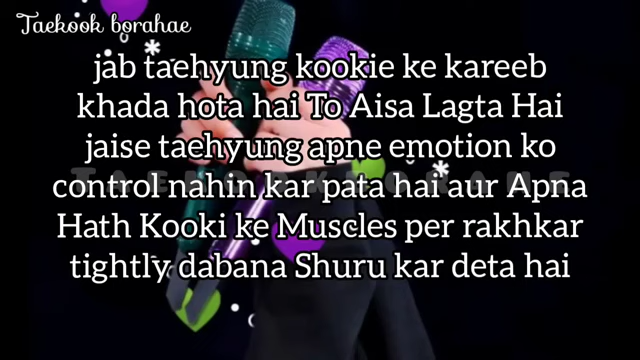 Taekook borahae
jab taehyung kookie ke kareeb
khada hota hai To Aisa Lagta Hai
jaise taehyung apne emotion ko
control nahin kar pata hai aur Apna
Hath Kooki ke Muscles per rakhkar
tightly dabana Shuru kar deta hai